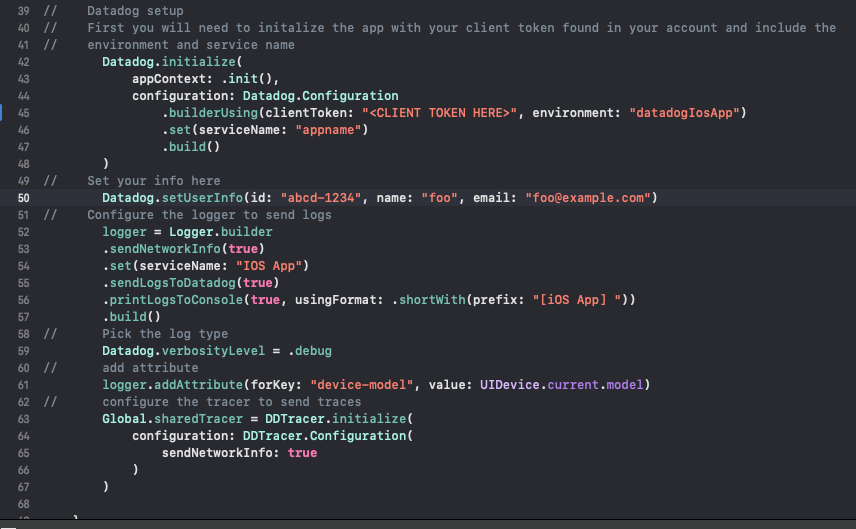 39 //    Datadog setup
40 //    First you will need to initalize the app with your client token found in your account and include the
41 //    environment and service name
42         Datadog.initialize(
43             appContext: .init(),
44             configuration: Datadog.Configuration
45                 .builderUsing(clientToken: "<CLIENT TOKEN HERE>", environment: "datadogIosApp")
46                 .set(serviceName: "appname")
47                 .build()
48         )
49 //    Set your info here
50         Datadog.setUserInfo(id: "abcd-1234", name: "foo", email: "foo@example.com")
51 //    Configure the logger to send logs
52         logger = Logger.builder
53         .sendNetworkInfo(true)
54         .set(serviceName: "IOS App")
55         .sendLogsToDatadog(true)
56         .printLogsToConsole(true, usingFormat: .shortWith(prefix: "[iOS App] "))
57         .build()
58 //      Pick the log type
59         Datadog.verbosityLevel = .debug
60 //      add attribute
61         logger.addAttribute(forKey: "device-model", value: UIDevice.current.model)
62 //      configure the tracer to send traces
63         Global.sharedTracer = DDTracer.initialize(
64             configuration: DDTracer.Configuration(
65                 sendNetworkInfo: true
66             )
67         )
68